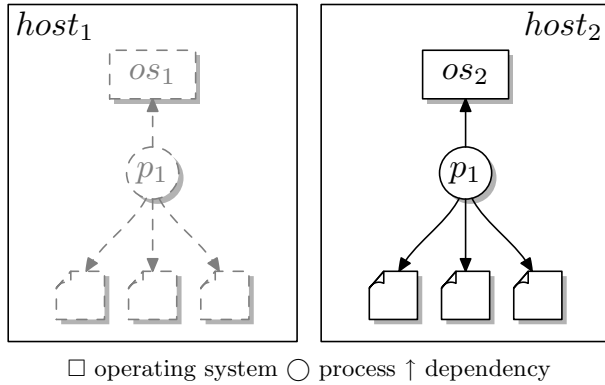 host₁
os₁
p₁
host₂
os₂
p₁
□ operating system ○ process ↑ dependency